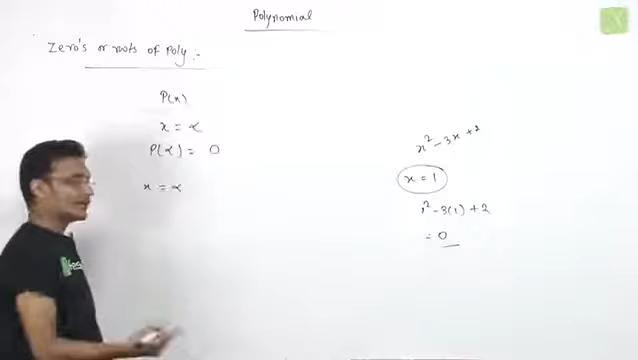 Polynomial
Zero's or roots of Poly :-
P(x)
x = α
P(α) = 0
x = α
x² - 3x + 2
x = 1
1² - 3(1) + 2
= 0